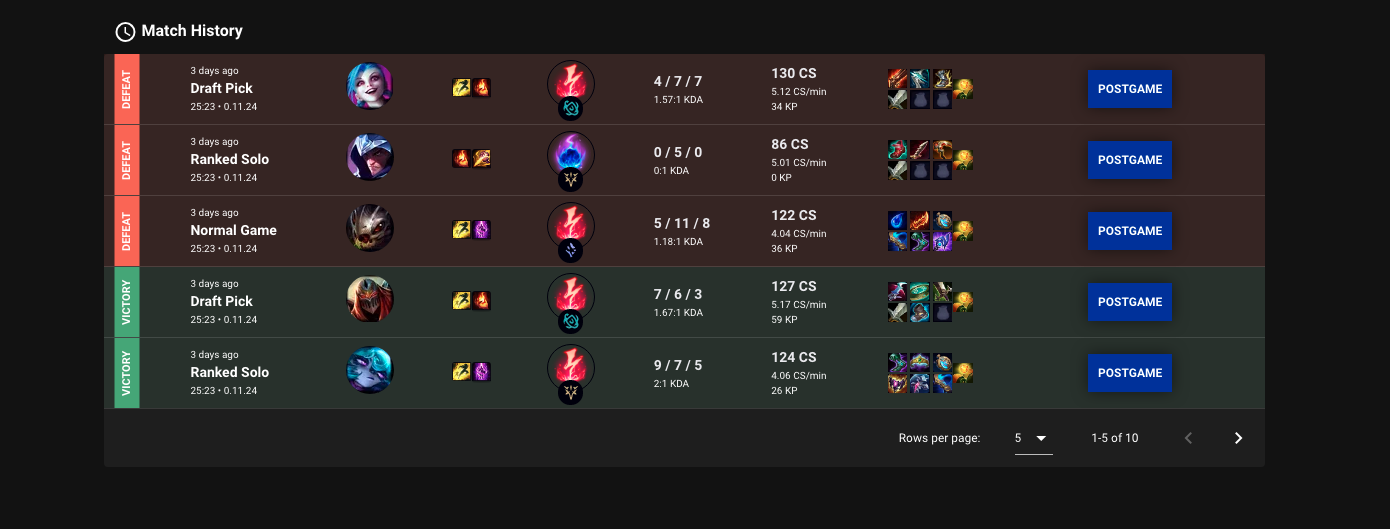 Match History
DEFEAT
3 days ago
Draft Pick
25:23 • 0.11.24
4 / 7 / 7
1.57:1 KDA
130 CS
5.12 CS/min
34 KP
POSTGAME
DEFEAT
3 days ago
Ranked Solo
25:23 • 0.11.24
0 / 5 / 0
0:1 KDA
86 CS
5.01 CS/min
0 KP
POSTGAME
DEFEAT
3 days ago
Normal Game
25:23 • 0.11.24
5 / 11 / 8
1.18:1 KDA
122 CS
4.04 CS/min
36 KP
POSTGAME
VICTORY
3 days ago
Draft Pick
25:23 • 0.11.24
7 / 6 / 3
1.67:1 KDA
127 CS
5.17 CS/min
59 KP
POSTGAME
VICTORY
3 days ago
Ranked Solo
25:23 • 0.11.24
9 / 7 / 5
2:1 KDA
124 CS
4.06 CS/min
26 KP
POSTGAME
Rows per page: 5 1-5 of 10